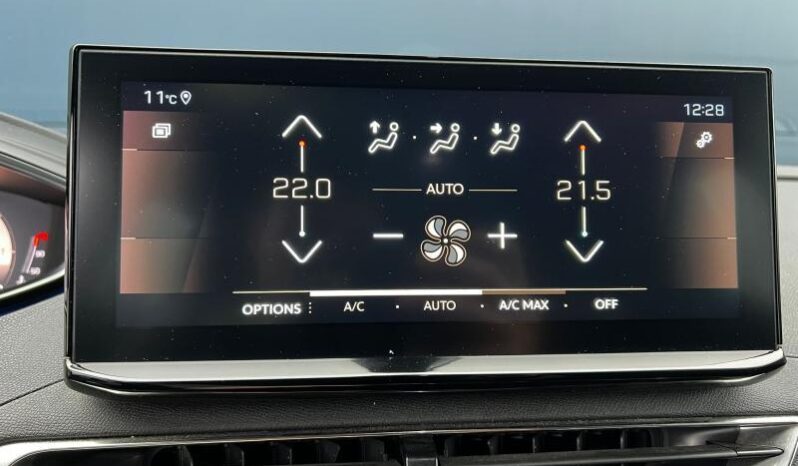 11°C
12:28
22.0
AUTO
21.5
OPTIONS A/C AUTO A/C MAX OFF